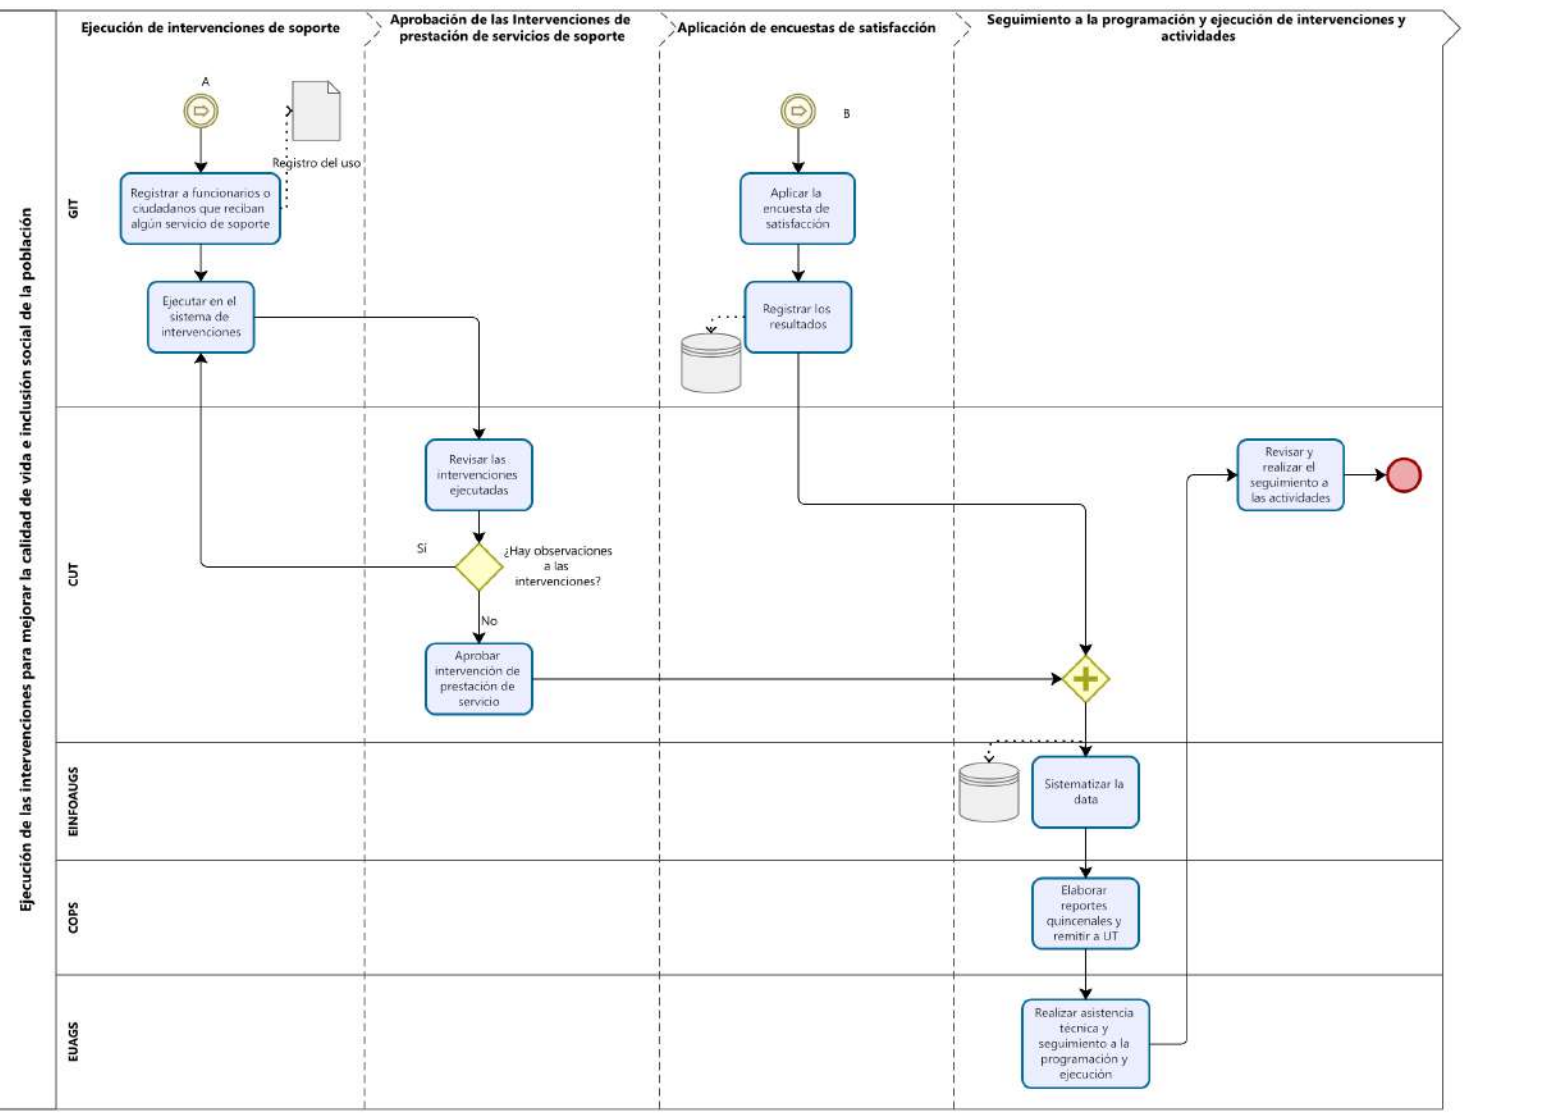 Ejecución de las intervenciones para mejorar la calidad de vida e inclusión social de la población
Ejecución de intervenciones de soporte
Aprobación de las Intervenciones de
prestación de servicios de soporte
Aplicación de encuestas de satisfacción
Seguimiento a la programación y ejecución de intervenciones y
actividades
GIT
A
Registro del uso
Registrar a funcionarios o
ciudadanos que reciban
algún servicio de soporte
Ejecutar en el
sistema de
intervenciones
B
Aplicar la
encuesta de
satisfacción
Registrar los
resultados
CUT
Revisar las
intervenciones
ejecutadas
Sí
¿Hay observaciones
a las
intervenciones?
No
Aprobar
intervención de
prestación de
servicio
Revisar y
realizar el
seguimiento a
las actividades
EINFOAUGS
Sistematizar la
data
COPS
Elaborar
reportes
quincenales y
remitir a UT
EUAGS
Realizar asistencia
técnica y
seguimiento a la
programación y
ejecución